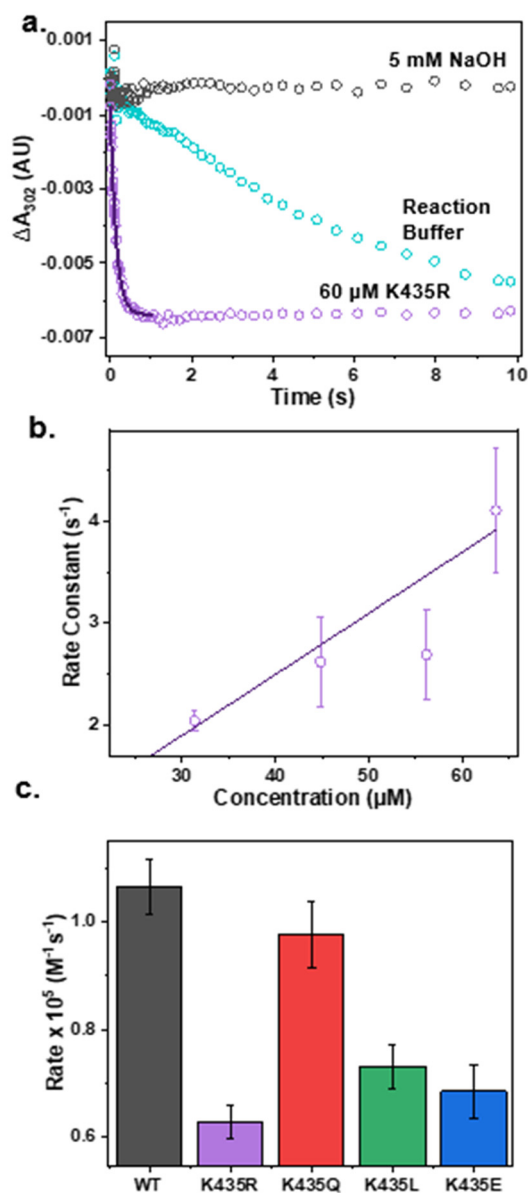 a.
0.001
-0.001
-0.003
-0.005
-0.007
ΔA302 (AU)
5 mM NaOH
Reaction
Buffer
60 µM K435R
0 2 4 6 8 10
Time (s)
b.
4
3
2
Rate Constant (s⁻¹)
30 40 50 60
Concentration (µM)
c.
1.0
0.8
0.6
Rate x 10⁵ (M⁻¹s⁻¹)
WT K435R K435Q K435L K435E